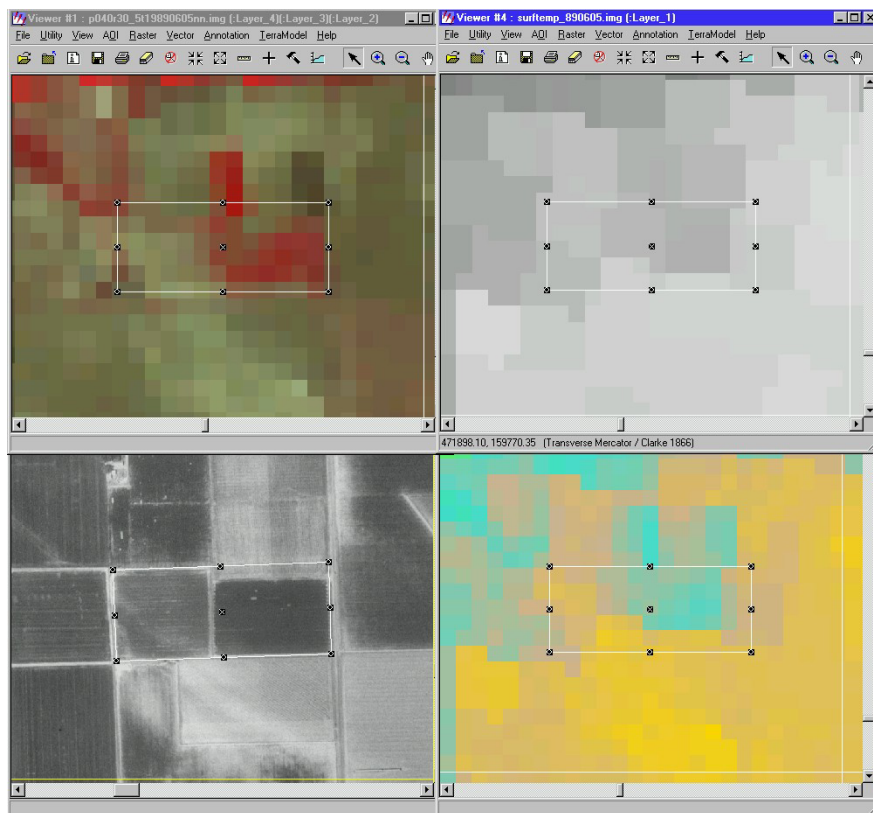 Viewer #1 : p040r30_5t19890605nn.img (:Layer_4)(:Layer_3)(:Layer_2)
File Utility View AOI Raster Vector Annotation TerraModel Help
Viewer #4 : surftemp_890605.img (:Layer_1)
File Utility View AOI Raster Vector Annotation TerraModel Help
471898.10, 159770.35 (Transverse Mercator / Clarke 1866)